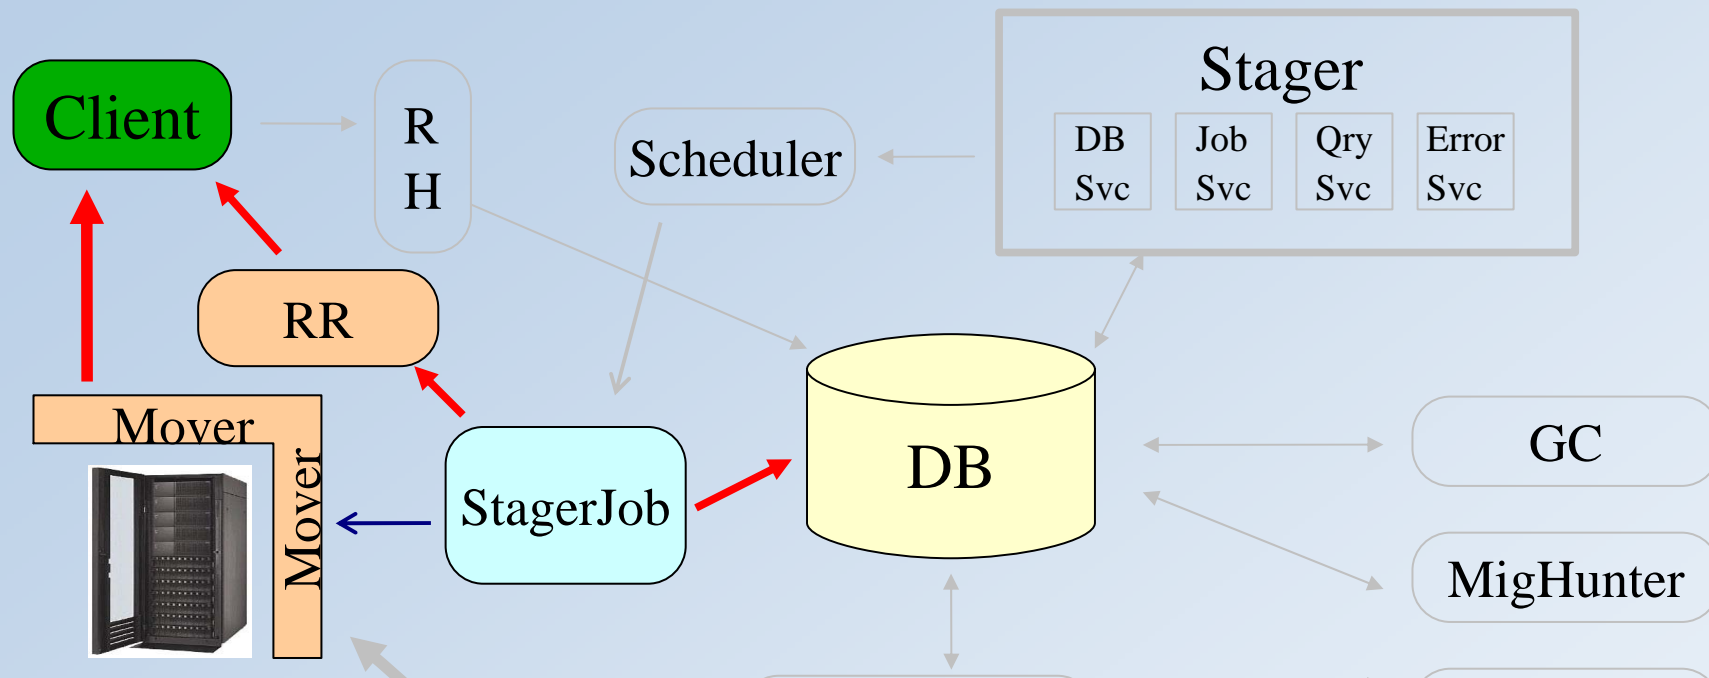 Client
R
H
Scheduler
Stager
DB
Svc
Job
Svc
Qry
Svc
Error
Svc
RR
Mover
Mover
StagerJob
DB
GC
MigHunter